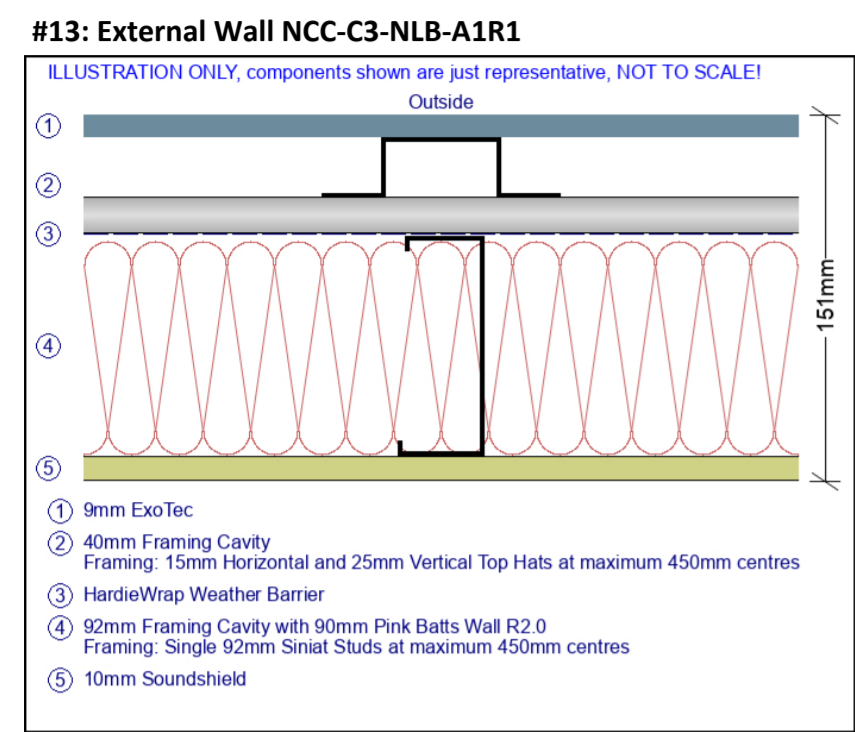 #13: External Wall NCC-C3-NLB-A1R1
ILLUSTRATION ONLY, components shown are just representative, NOT TO SCALE!
Outside
1
2
3
4
5
151mm
1 9mm ExoTec
2 40mm Framing Cavity
Framing: 15mm Horizontal and 25mm Vertical Top Hats at maximum 450mm centres
3 HardieWrap Weather Barrier
4 92mm Framing Cavity with 90mm Pink Batts Wall R2.0
Framing: Single 92mm Siniat Studs at maximum 450mm centres
5 10mm Soundshield